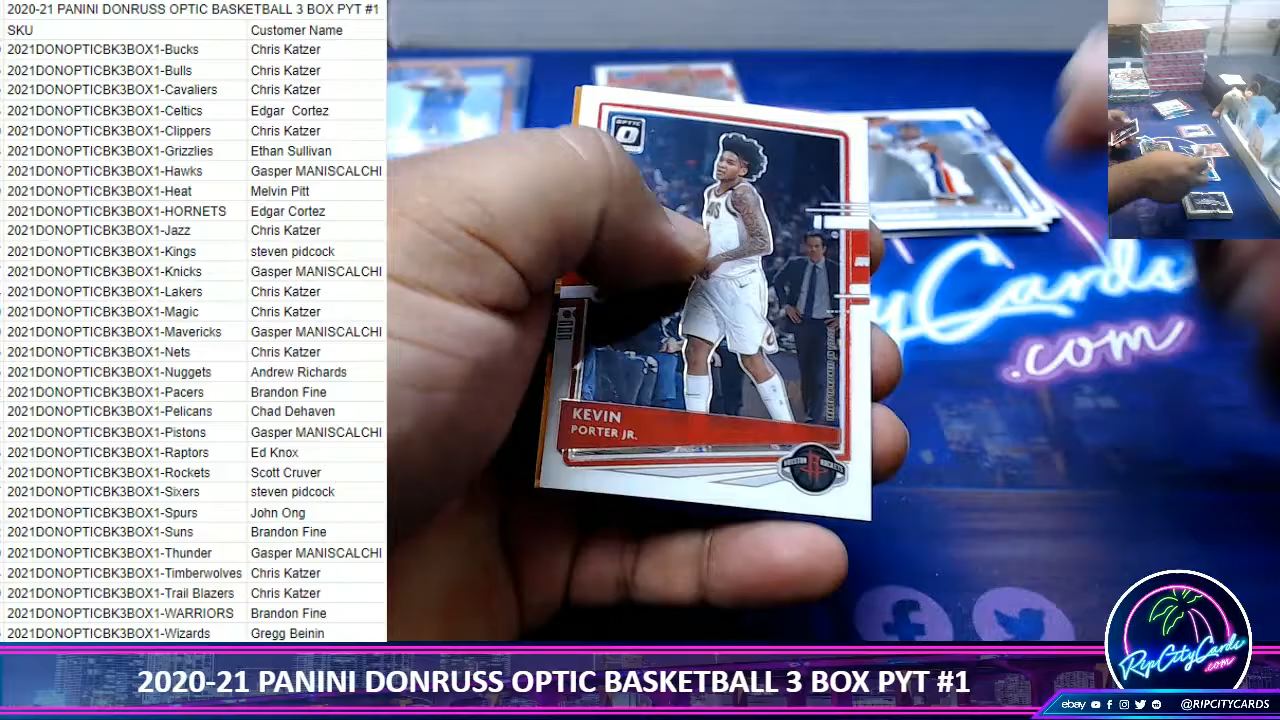 2020-21 PANINI DONRUSS OPTIC BASKETBALL 3 BOX PYT #1
SKU Customer Name
2021DONOPTICBK3BOX1-Bucks Chris Katzer
2021DONOPTICBK3BOX1-Bulls Chris Katzer
2021DONOPTICBK3BOX1-Cavaliers Chris Katzer
2021DONOPTICBK3BOX1-Celtics Edgar Cortez
2021DONOPTICBK3BOX1-Clippers Chris Katzer
2021DONOPTICBK3BOX1-Grizzlies Ethan Sullivan
2021DONOPTICBK3BOX1-Hawks Gasper MANISCALCHI
2021DONOPTICBK3BOX1-Heat Melvin Pitt
2021DONOPTICBK3BOX1-HORNETS Edgar Cortez
2021DONOPTICBK3BOX1-Jazz Chris Katzer
2021DONOPTICBK3BOX1-Kings steven pidcock
2021DONOPTICBK3BOX1-Knicks Gasper MANISCALCHI
2021DONOPTICBK3BOX1-Lakers Chris Katzer
2021DONOPTICBK3BOX1-Magic Chris Katzer
2021DONOPTICBK3BOX1-Mavericks Gasper MANISCALCHI
2021DONOPTICBK3BOX1-Nets Chris Katzer
2021DONOPTICBK3BOX1-Nuggets Andrew Richards
2021DONOPTICBK3BOX1-Pacers Brandon Fine
2021DONOPTICBK3BOX1-Pelicans Chad Dehaven
2021DONOPTICBK3BOX1-Pistons Gasper MANISCALCHI
2021DONOPTICBK3BOX1-Raptors Ed Knox
2021DONOPTICBK3BOX1-Rockets Scott Cruver
2021DONOPTICBK3BOX1-Sixers steven pidcock
2021DONOPTICBK3BOX1-Spurs John Ong
2021DONOPTICBK3BOX1-Suns Brandon Fine
2021DONOPTICBK3BOX1-Thunder Gasper MANISCALCHI
2021DONOPTICBK3BOX1-Timberwolves Chris Katzer
2021DONOPTICBK3BOX1-Trail Blazers Chris Katzer
2021DONOPTICBK3BOX1-WARRIORS Brandon Fine
2021DONOPTICBK3BOX1-Wizards Gregg Beinin
OPTIC
KEVIN
PORTER JR.
HOUSTON ROCKETS
yCards
.com
RipCityCards
.com
2020-21 PANINI DONRUSS OPTIC BASKETBALL 3 BOX PYT #1
ebay @RIPCITYCARDS